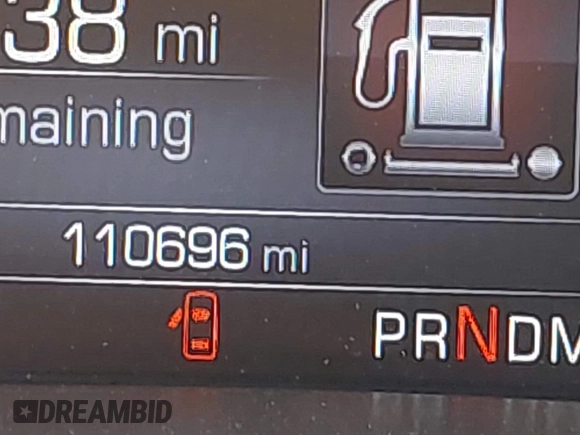 38 mi
maining
110696 mi
PRNDM
DREAMBID